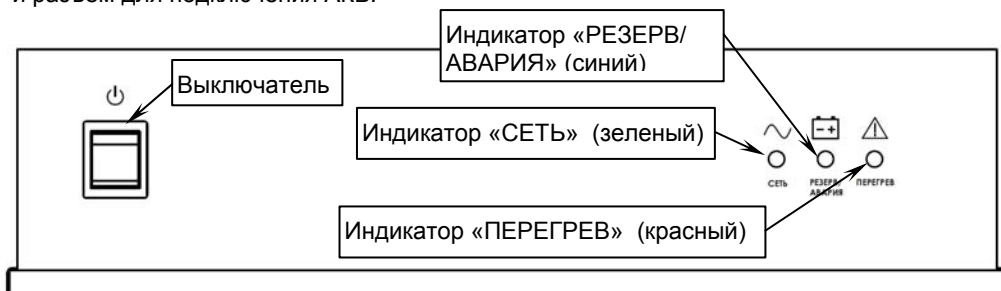 и разъем для подключения АКБ.
Индикатор «РЕЗЕРВ/
АВАРИЯ» (синий)
Выключатель
Индикатор «СЕТЬ» (зеленый)
СЕТЬ
РЕЗЕРВ/
АВАРИЯ
ПЕРЕГРЕВ
Индикатор «ПЕРЕГРЕВ» (красный)